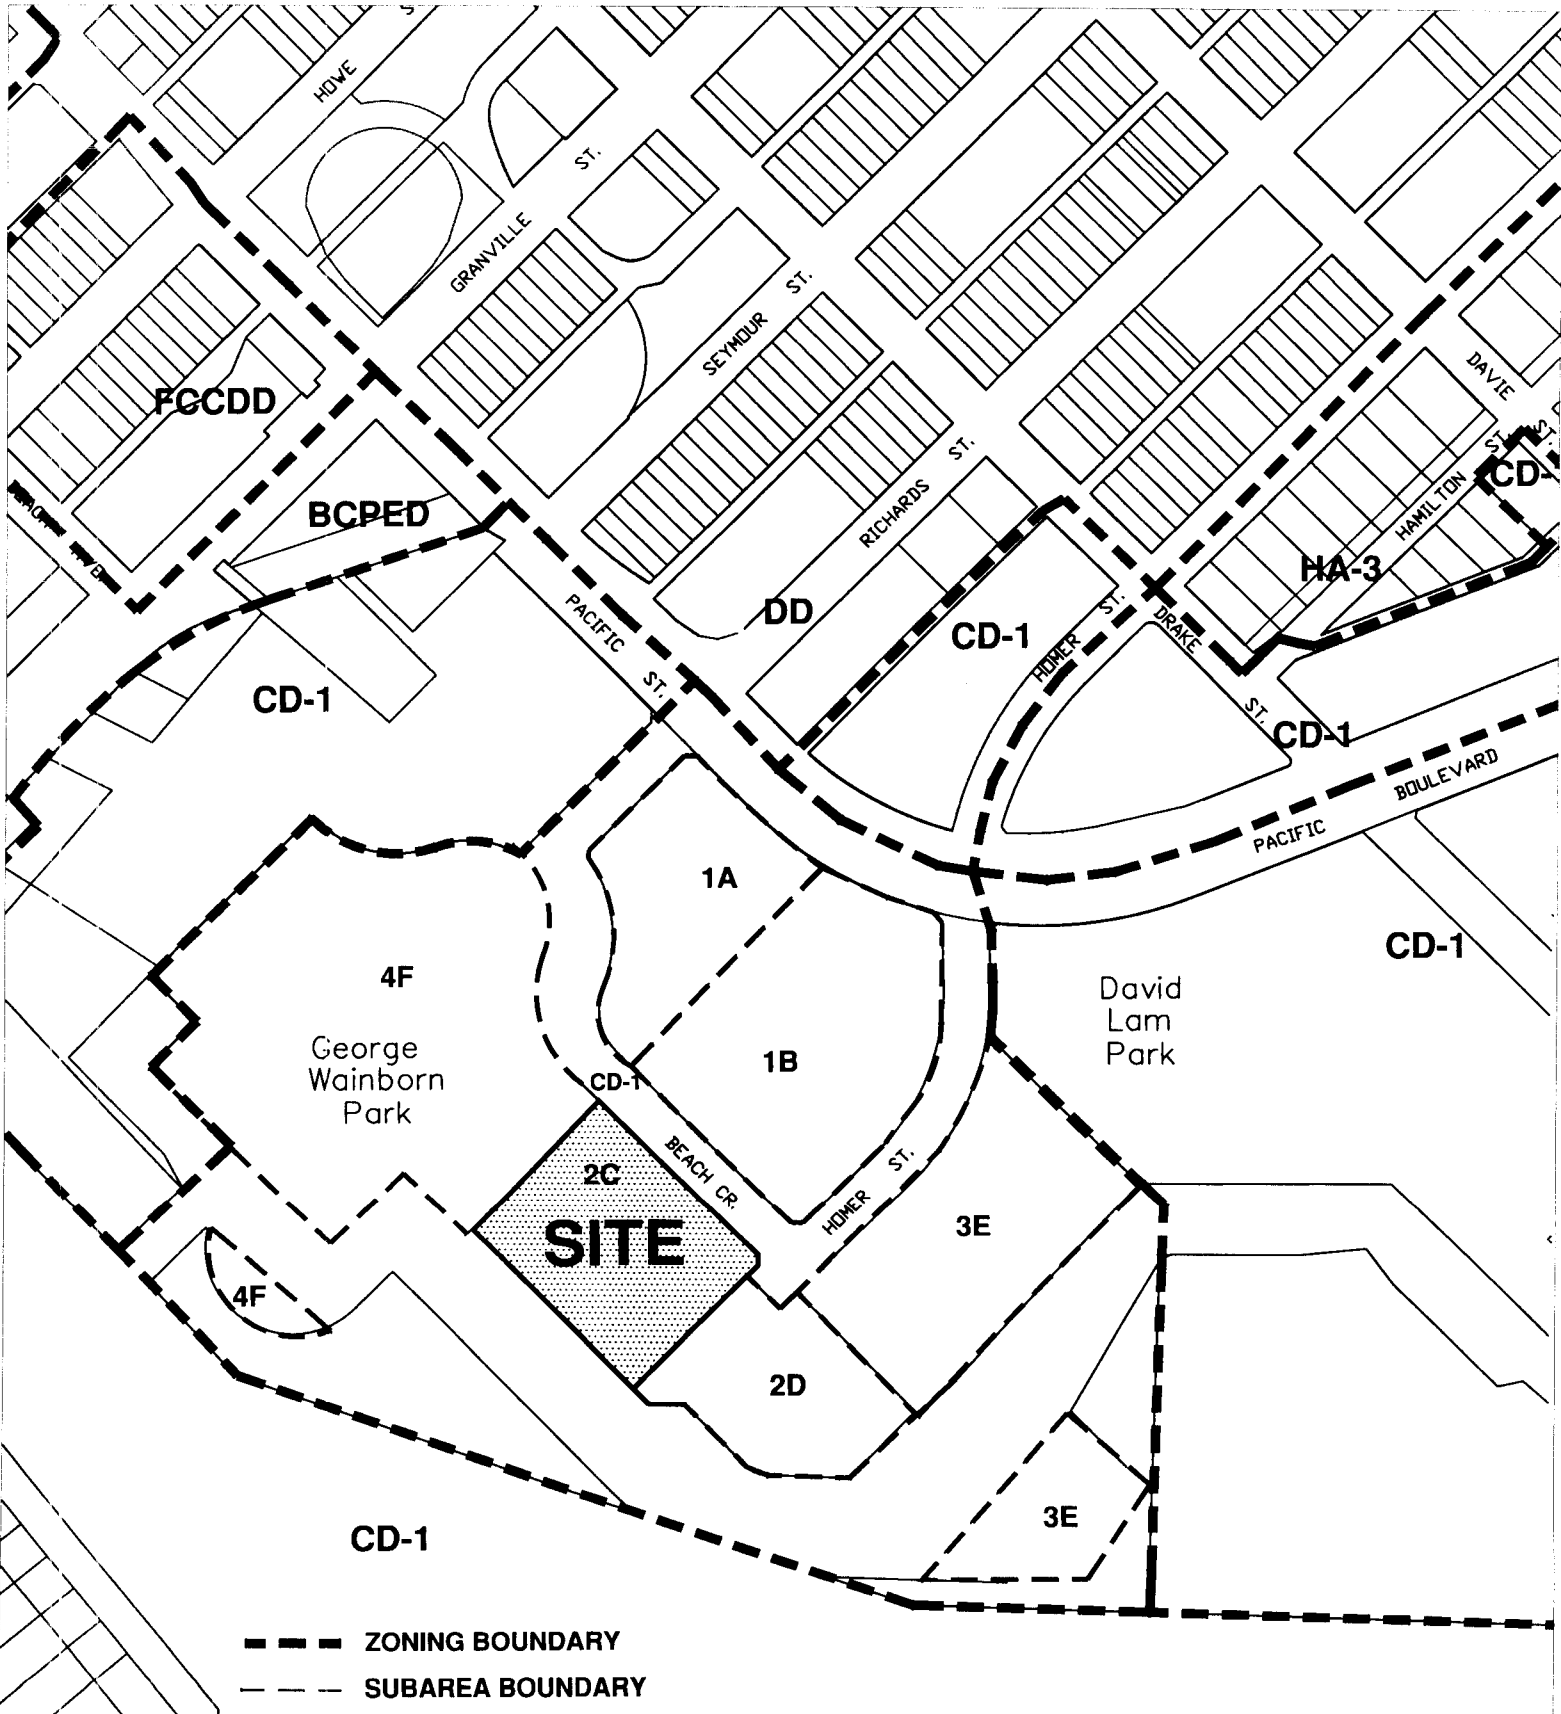 HOWE
S
GRANVILLE
ST.
SEYMOUR
ST.
FCCDD
BCPED
RICHARDS
ST.
DAVIE
ST.
HAMILTON
ST.
CD-
HA-3
PACIFIC
ST.
DD
CD-1
HOMER
ST.
DRAKE
ST.
CD-1
CD-1
PACIFIC
BOULEVARD
1A
CD-1
4F
George
Wainborn
Park
David
Lam
Park
1B
CD-1
BEACH CR.
HOMER
ST.
2C
SITE
3E
4F
2D
3E
CD-1
ZONING BOUNDARY
SUBAREA BOUNDARY